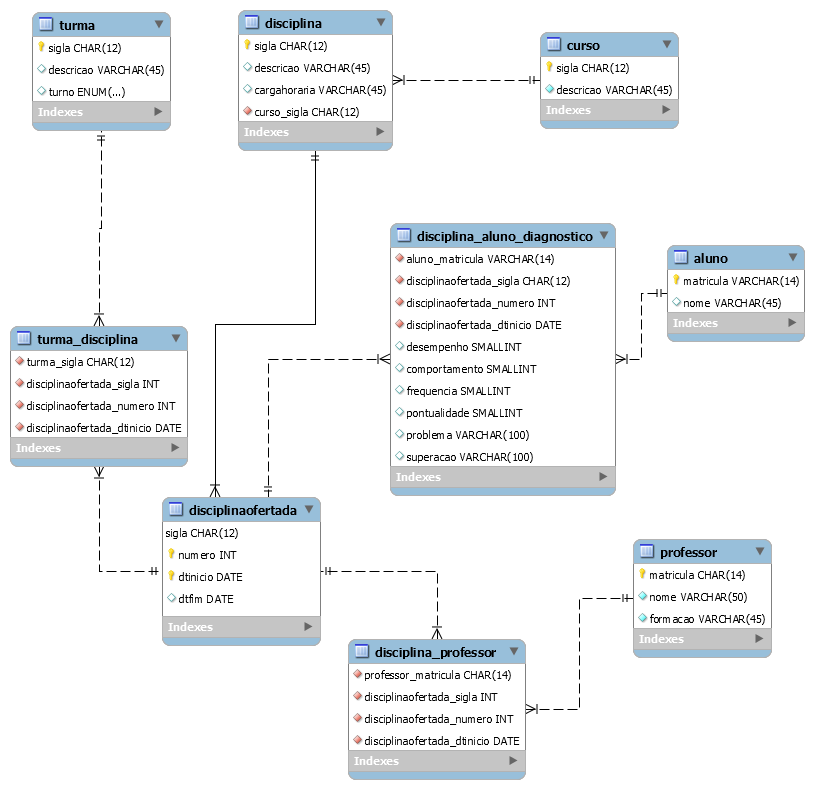 turma
sigla CHAR(12)
descricao VARCHAR(45)
turno ENUM(...)
Indexes
disciplina
sigla CHAR(12)
descricao VARCHAR(45)
cargahoraria VARCHAR(45)
curso_sigla CHAR(12)
Indexes
curso
sigla CHAR(12)
descricao VARCHAR(45)
Indexes
disciplina_aluno_diagnostico
aluno_matricula VARCHAR(14)
disciplinaofertada_sigla CHAR(12)
disciplinaofertada_numero INT
disciplinaofertada_dtinicio DATE
desempenho SMALLINT
comportamento SMALLINT
frequencia SMALLINT
pontualidade SMALLINT
problema VARCHAR(100)
superacao VARCHAR(100)
Indexes
aluno
matricula VARCHAR(14)
nome VARCHAR(45)
Indexes
turma_disciplina
turma_sigla CHAR(12)
disciplinaofertada_sigla INT
disciplinaofertada_numero INT
disciplinaofertada_dtinicio DATE
Indexes
disciplinaofertada
sigla CHAR(12)
numero INT
dtinicio DATE
dtfim DATE
Indexes
professor
matricula CHAR(14)
nome VARCHAR(50)
formacao VARCHAR(45)
Indexes
disciplina_professor
professor_matricula CHAR(14)
disciplinaofertada_sigla INT
disciplinaofertada_numero INT
disciplinaofertada_dtinicio DATE
Indexes